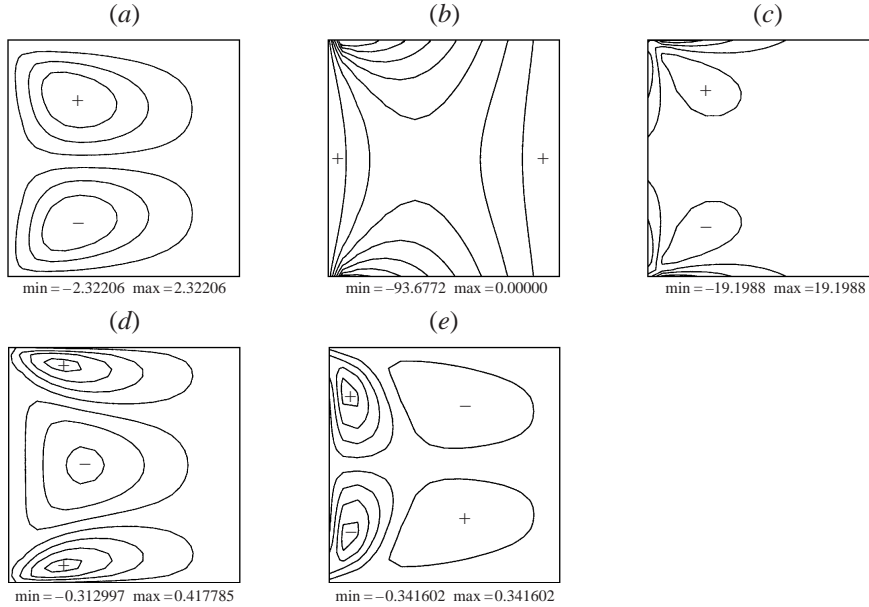 (a) (b) (c)
+ + + +
− −
min = −2.32206 max = 2.32206 min = −93.6772 max = 0.00000 min = −19.1988 max = 19.1988
(d) (e)
+ +
− −
+ − +
min = −0.312997 max = 0.417785 min = −0.341602 max = 0.341602